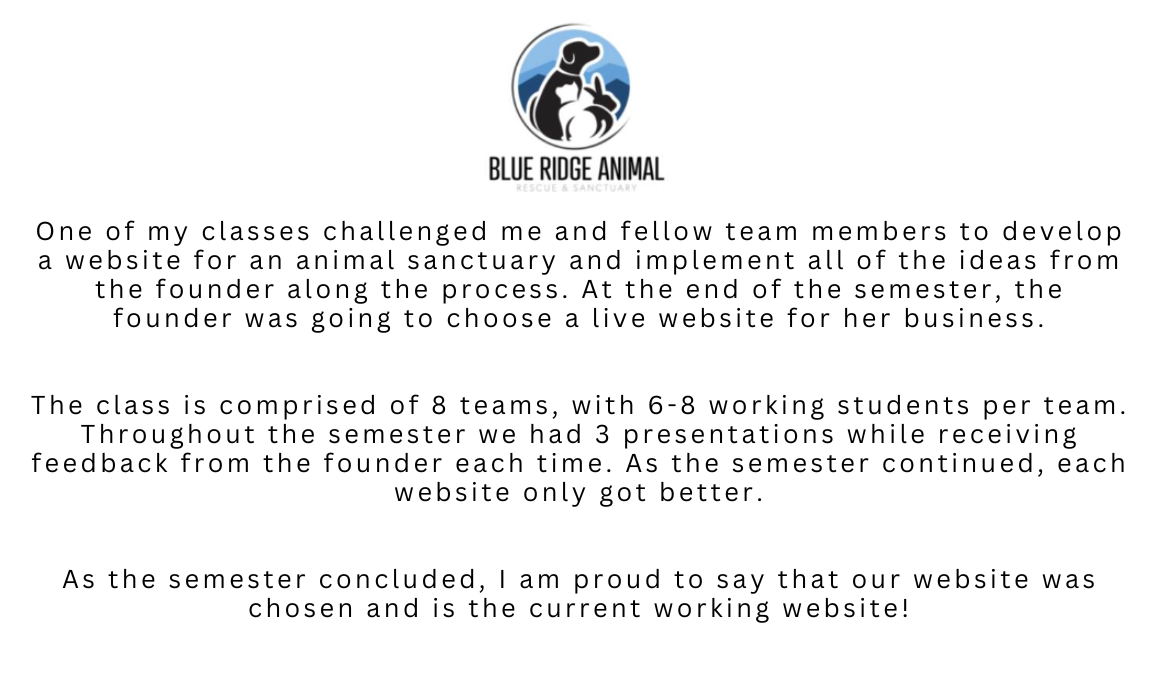 BLUE RIDGE ANIMAL
RESCUE & SANCTUARY
One of my classes challenged me and fellow team members to develop
a website for an animal sanctuary and implement all of the ideas from
the founder along the process. At the end of the semester, the
founder was going to choose a live website for her business.
The class is comprised of 8 teams, with 6-8 working students per team.
Throughout the semester we had 3 presentations while receiving
feedback from the founder each time. As the semester continued, each
website only got better.
As the semester concluded, I am proud to say that our website was
chosen and is the current working website!